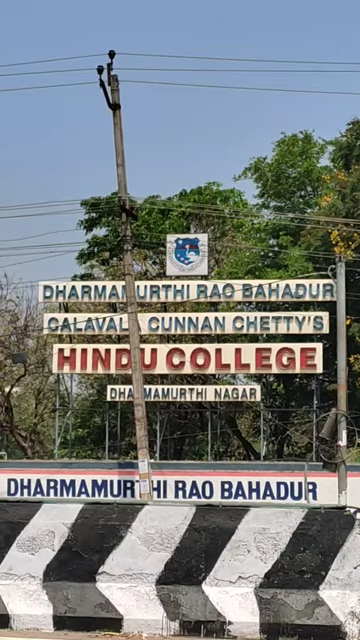 DHARMAMURTHI RAO BAHADUR
CALAVALA CUNNAN CHETTY'S
HINDU COLLEGE
DHARMAMURTHI NAGAR
DHARMAMURTHI RAO BAHADUR